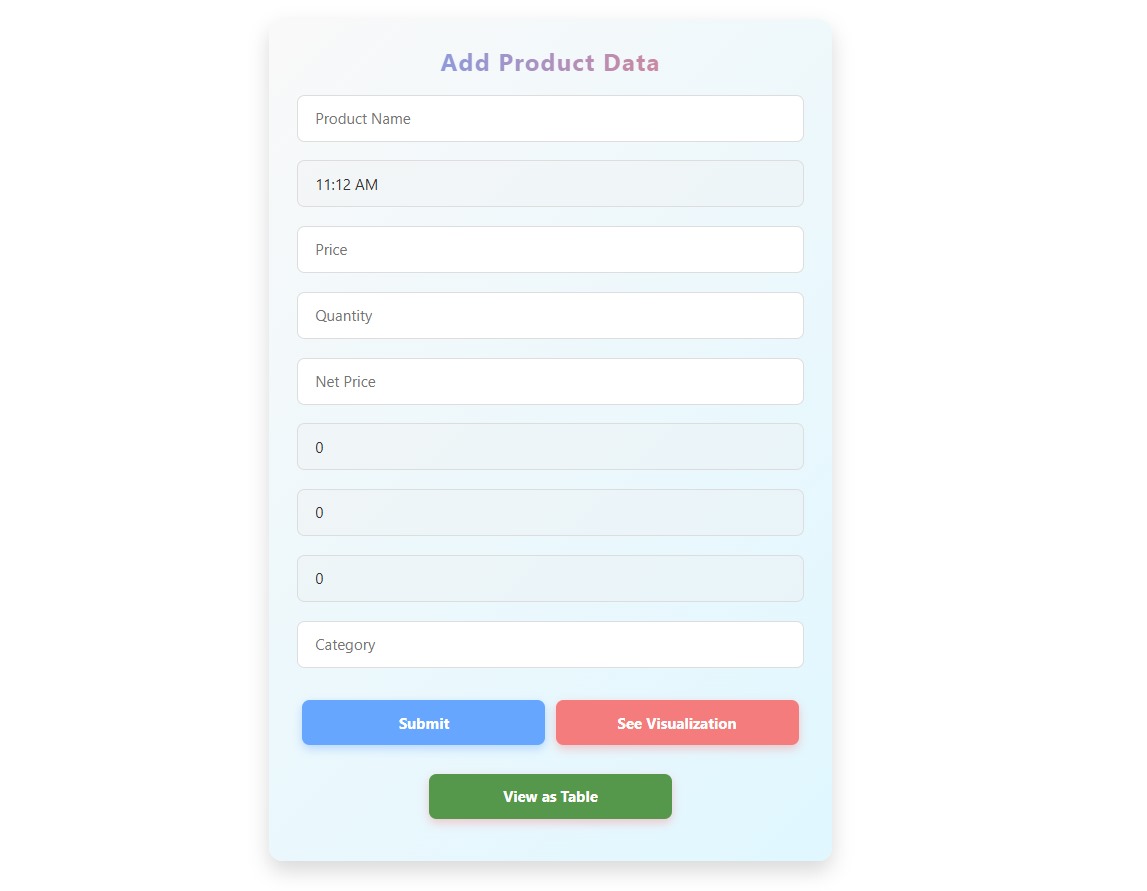 Add Product Data
Product Name
11:12 AM
Price
Quantity
Net Price
0
0
0
Category
Submit
See Visualization
View as Table